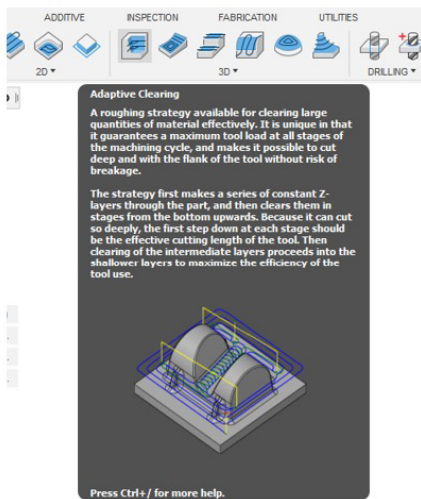 ADDITIVE INSPECTION FABRICATION UTILITIES
2D ▾ 3D ▾ DRILLING ▾
Adaptive Clearing
A roughing strategy available for clearing large
quantities of material effectively. It is unique in that
it guarantees a maximum tool load at all stages of
the machining cycle, and makes it possible to cut
deep and with the flank of the tool without risk of
breakage.
The strategy first makes a series of constant Z-
layers through the part, and then clears them in
stages from the bottom upwards. Because it can cut
so deeply, the first step down at each stage should
be the effective cutting length of the tool. Then
clearing of the intermediate layers proceeds into the
shallower layers to maximize the efficiency of the
tool use.
Press Ctrl+/ for more help.